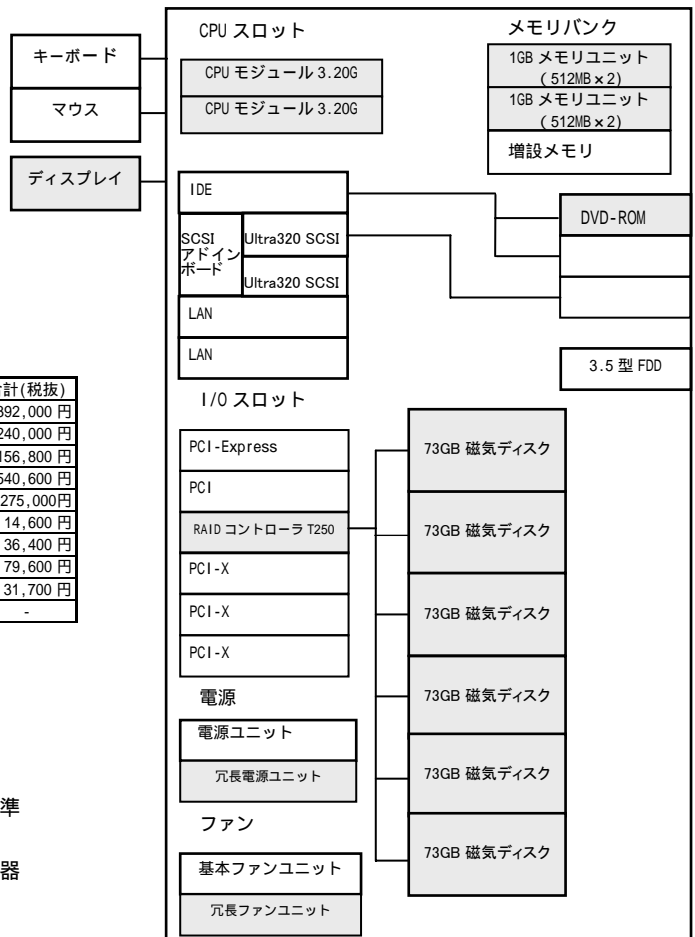 CPU スロット
メモリバンク
キーボード
マウス
ディスプレイ
CPU モジュール 3.20G
CPU モジュール 3.20G
1GB メモリユニット
(512MB×2)
1GB メモリユニット
(512MB×2)
増設メモリ
IDE
SCSI
アドイン
ボード
Ultra320 SCSI
Ultra320 SCSI
LAN
LAN
DVD-ROM
3.5 型 FDD
計(税抜)
392,000 円
240,000 円
156,800 円
540,600 円
275,000円
14,600 円
36,400 円
79,600 円
31,700 円
-
I/O スロット
PCI-Express
PCI
RAID コントローラ T250
PCI-X
PCI-X
PCI-X
73GB 磁気ディスク
73GB 磁気ディスク
73GB 磁気ディスク
73GB 磁気ディスク
73GB 磁気ディスク
73GB 磁気ディスク
電源
電源ユニット
冗長電源ユニット
ファン
基本ファンユニット
冗長ファンユニット
準
器